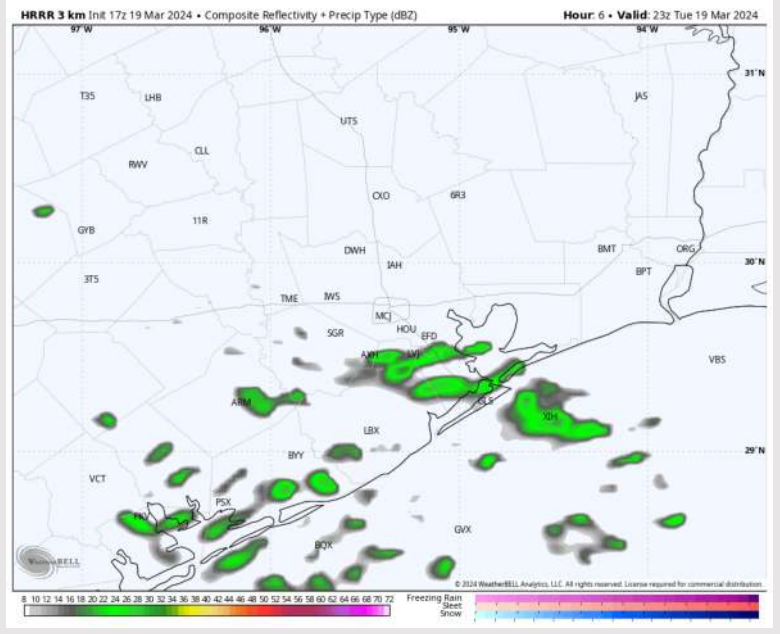 HRRR 3 km Init 17z 19 Mar 2024 • Composite Reflectivity + Precip Type (dBZ) Hour: 6 • Valid: 23z Tue 19 Mar 2024
97°W 96°W 95°W 94°W
31°N
T35 LHB JAS
UTS
CLL
RWV
CXO 6R3
11R
GYB
DWH BMT ORG
IAH 30°N
3T5 BPT
TME IWS
MCJ
SGR HOU EFD
AXH LVJ VBS
ARM GLS
XIH
LBX
BYY 29°N
VCT
PSX
PKV
GVX
BQX
WeatherBELL
© 2024 WeatherBELL Analytics, LLC. All rights reserved. License required for commercial distribution.
8 10 12 14 16 18 20 22 24 26 28 30 32 34 36 38 40 42 44 46 48 50 52 54 56 58 60 62 64 66 68 70 72
Freezing Rain
Sleet
Snow